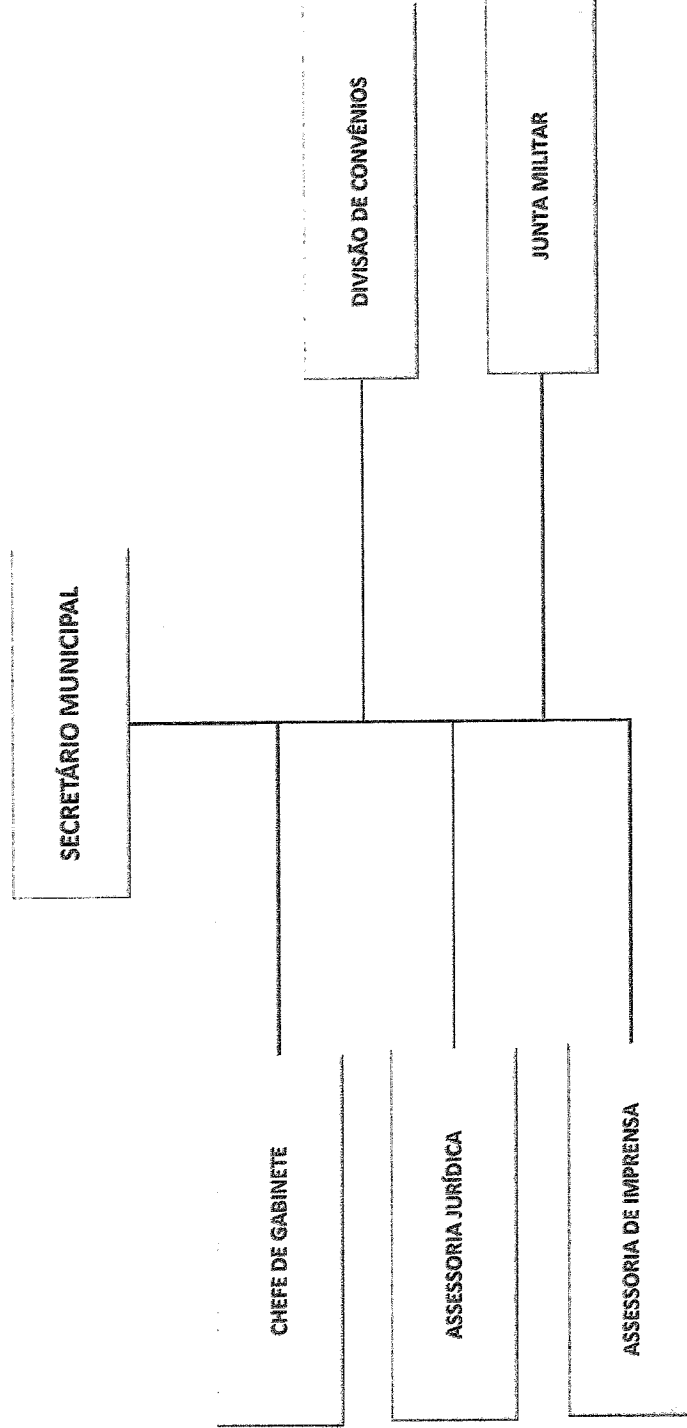 SECRETÁRIO MUNICIPAL
CHEFE DE GABINETE
DIVISÃO DE CONVÊNIOS
ASSESSORIA JURÍDICA
JUNTA MILITAR
ASSESSORIA DE IMPRENSA